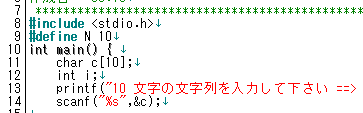 7 ****************************************************
8 #include <stdio.h>↓
9 #define N 10↓
10 int main() { ↓
11 char c[10];↓
12 int i;↓
13 printf("10 文字の文字列を入力して下さい ==>
14 scanf("%s",&c);↓